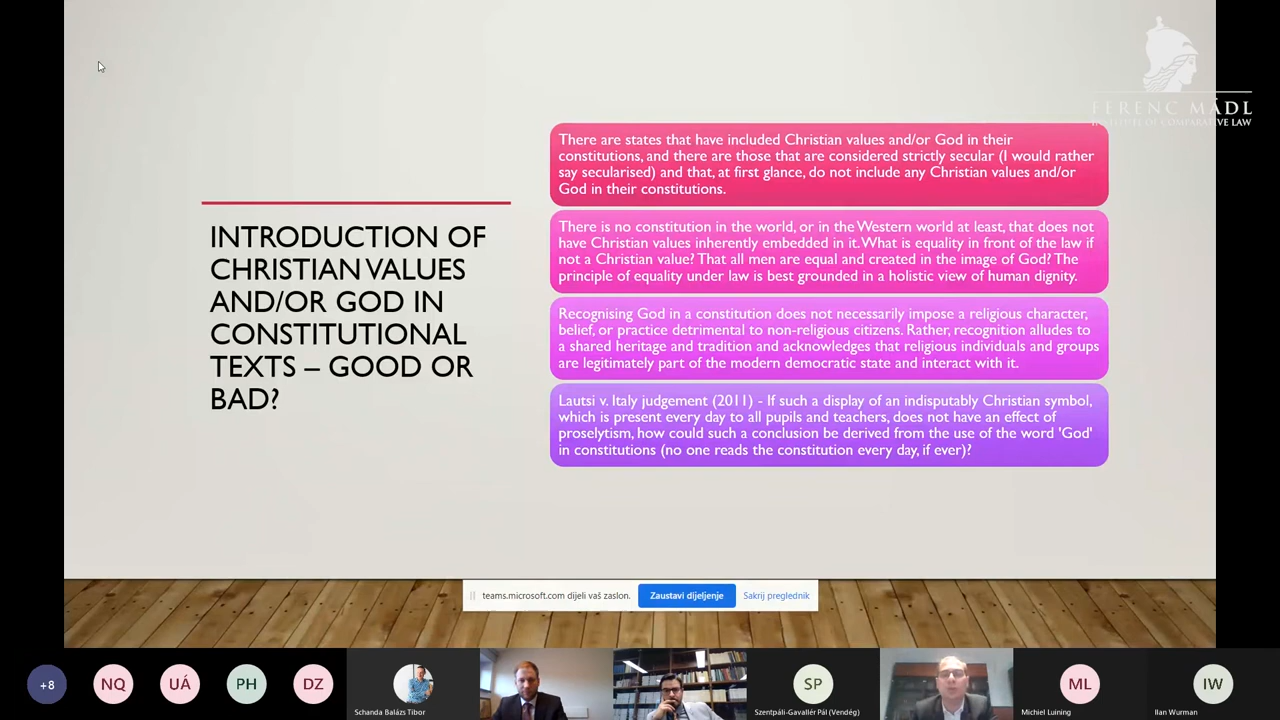 FERENC MÁDL
INSTITUTE OF COMPARATIVE LAW
INTRODUCTION OF
CHRISTIAN VALUES
AND/OR GOD IN
CONSTITUTIONAL
TEXTS – GOOD OR
BAD?
There are states that have included Christian values and/or God in their
constitutions, and there are those that are considered strictly secular (I would rather
say secularised) and that, at first glance, do not include any Christian values and/or
God in their constitutions.
There is no constitution in the world, or in the Western world at least, that does not
have Christian values inherently embedded in it. What is equality in front of the law if
not a Christian value? That all men are equal and created in the image of God? The
principle of equality under law is best grounded in a holistic view of human dignity.
Recognising God in a constitution does not necessarily impose a religious character,
belief, or practice detrimental to non-religious citizens. Rather, recognition alludes to
a shared heritage and tradition and acknowledges that religious individuals and groups
are legitimately part of the modern democratic state and interact with it.
Lautsi v. Italy judgement (2011) - If such a display of an indisputably Christian symbol,
which is present every day to all pupils and teachers, does not have an effect of
proselytism, how could such a conclusion be derived from the use of the word 'God'
in constitutions (no one reads the constitution every day, if ever)?
teams.microsoft.com dijeli vaš zaslon.
Zaustavi dijeljenje
Sakrij preglednik
+8
NQ
UÁ
PH
DZ
Schanda Balázs Tibor
SP
Szentpáli-Gavallér Pál (Vendég)
ML
Michiel Luining
IW
Ilan Wurman